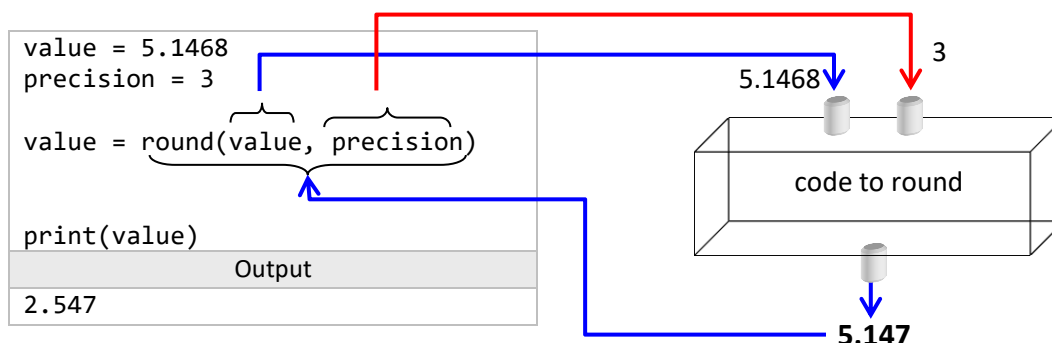 value = 5.1468
precision = 3
value = round(value, precision)
print(value)
Output
2.547
5.1468
3
code to round
5.147